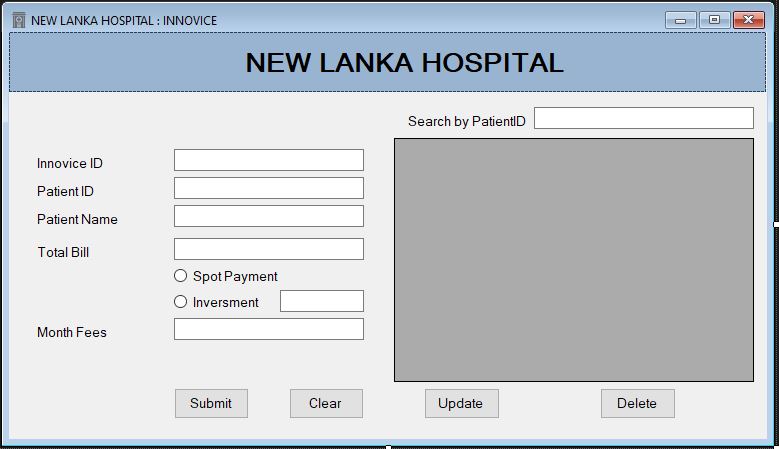 NEW LANKA HOSPITAL : INNOVICE
NEW LANKA HOSPITAL
Search by PatientID
Innovice ID
Patient ID
Patient Name
Total Bill
Spot Payment
Inversment
Month Fees
Submit Clear Update Delete